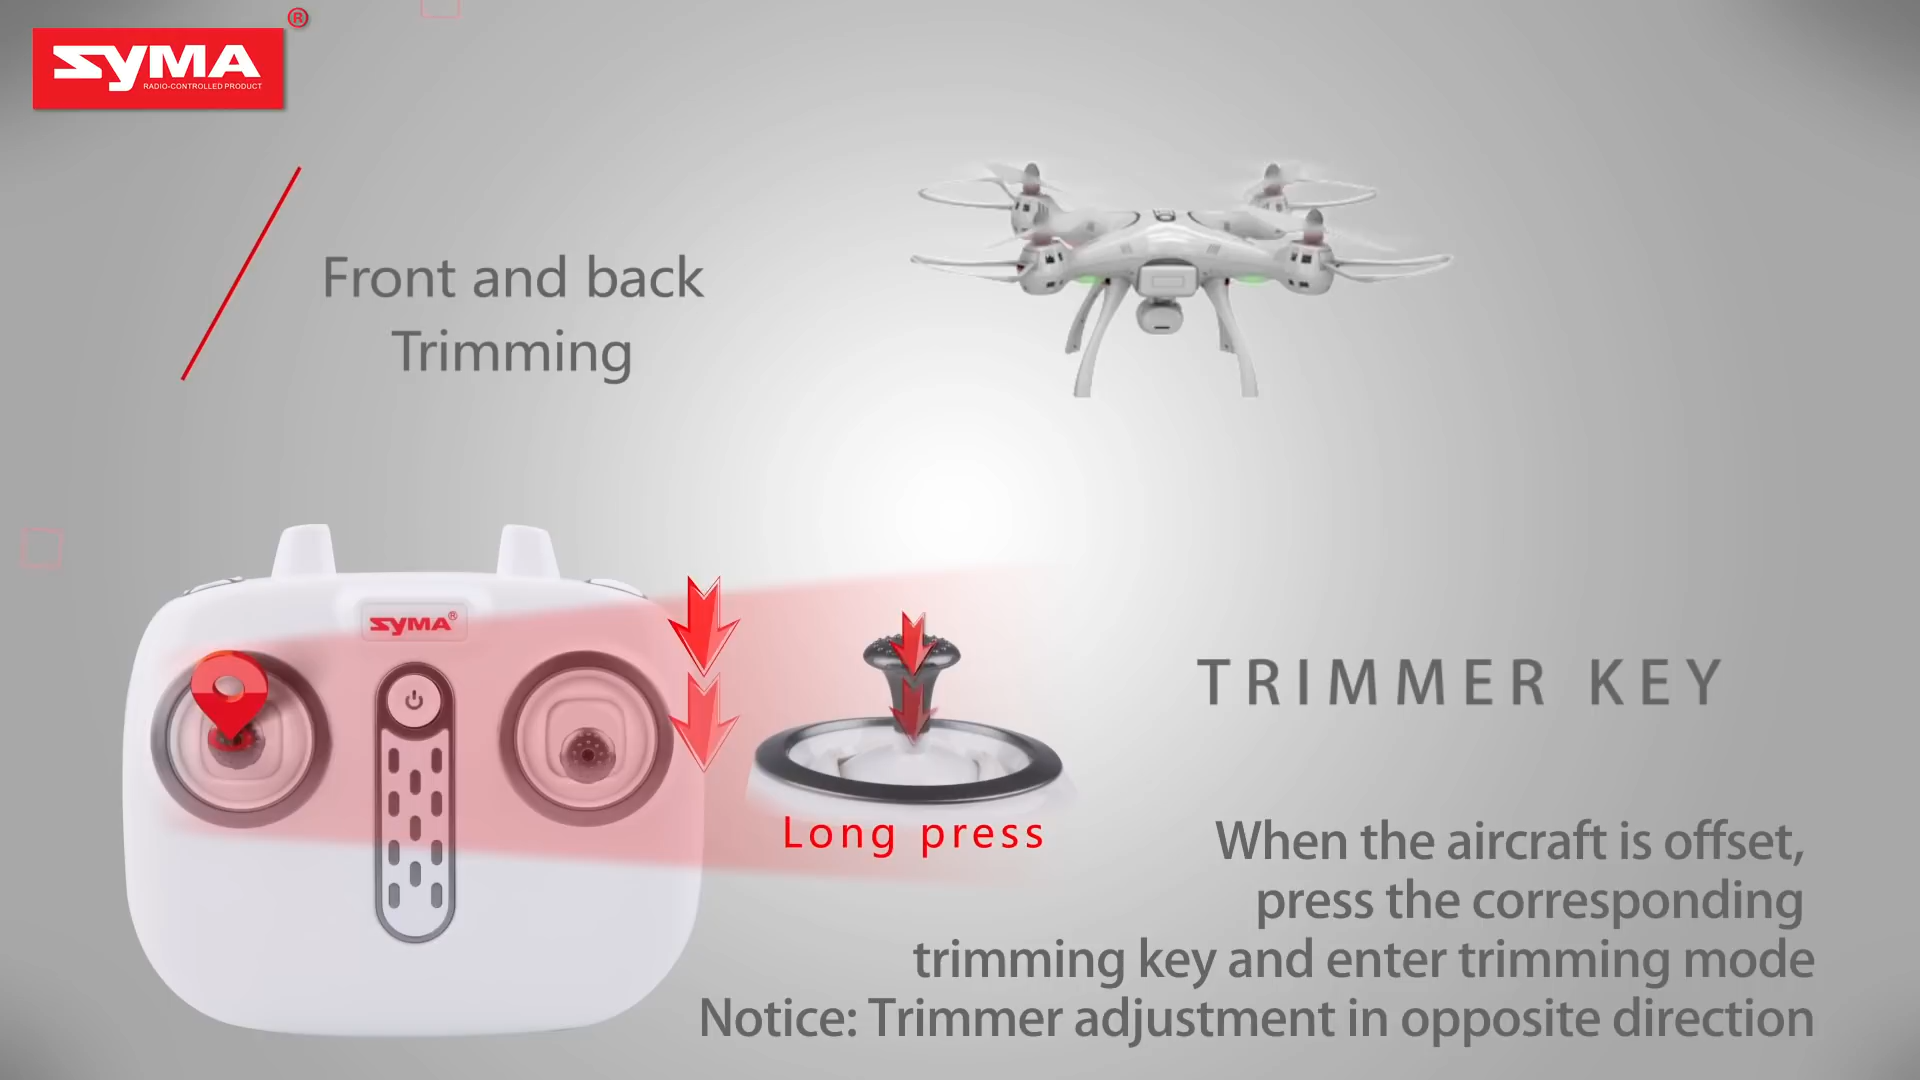 SYMA®
RADIO-CONTROLLED PRODUCT
Front and back
Trimming
SYMA®
TRIMMER KEY
Long press
When the aircraft is offset,
press the corresponding
trimming key and enter trimming mode
Notice: Trimmer adjustment in opposite direction